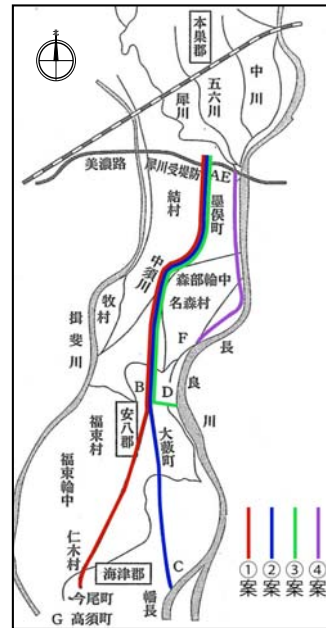 本巣郡
犀川
五六川
中川
美濃路
犀川受堤防
AE
墨俣町
結村
中須川
森部輪中
名森村
牧村
揖斐川
長良川
F
B
D
安八郡
大藪町
福束村
福束輪中
仁木村
海津郡
C
今尾町
G 高須町
幡長
①案
②案
③案
④案